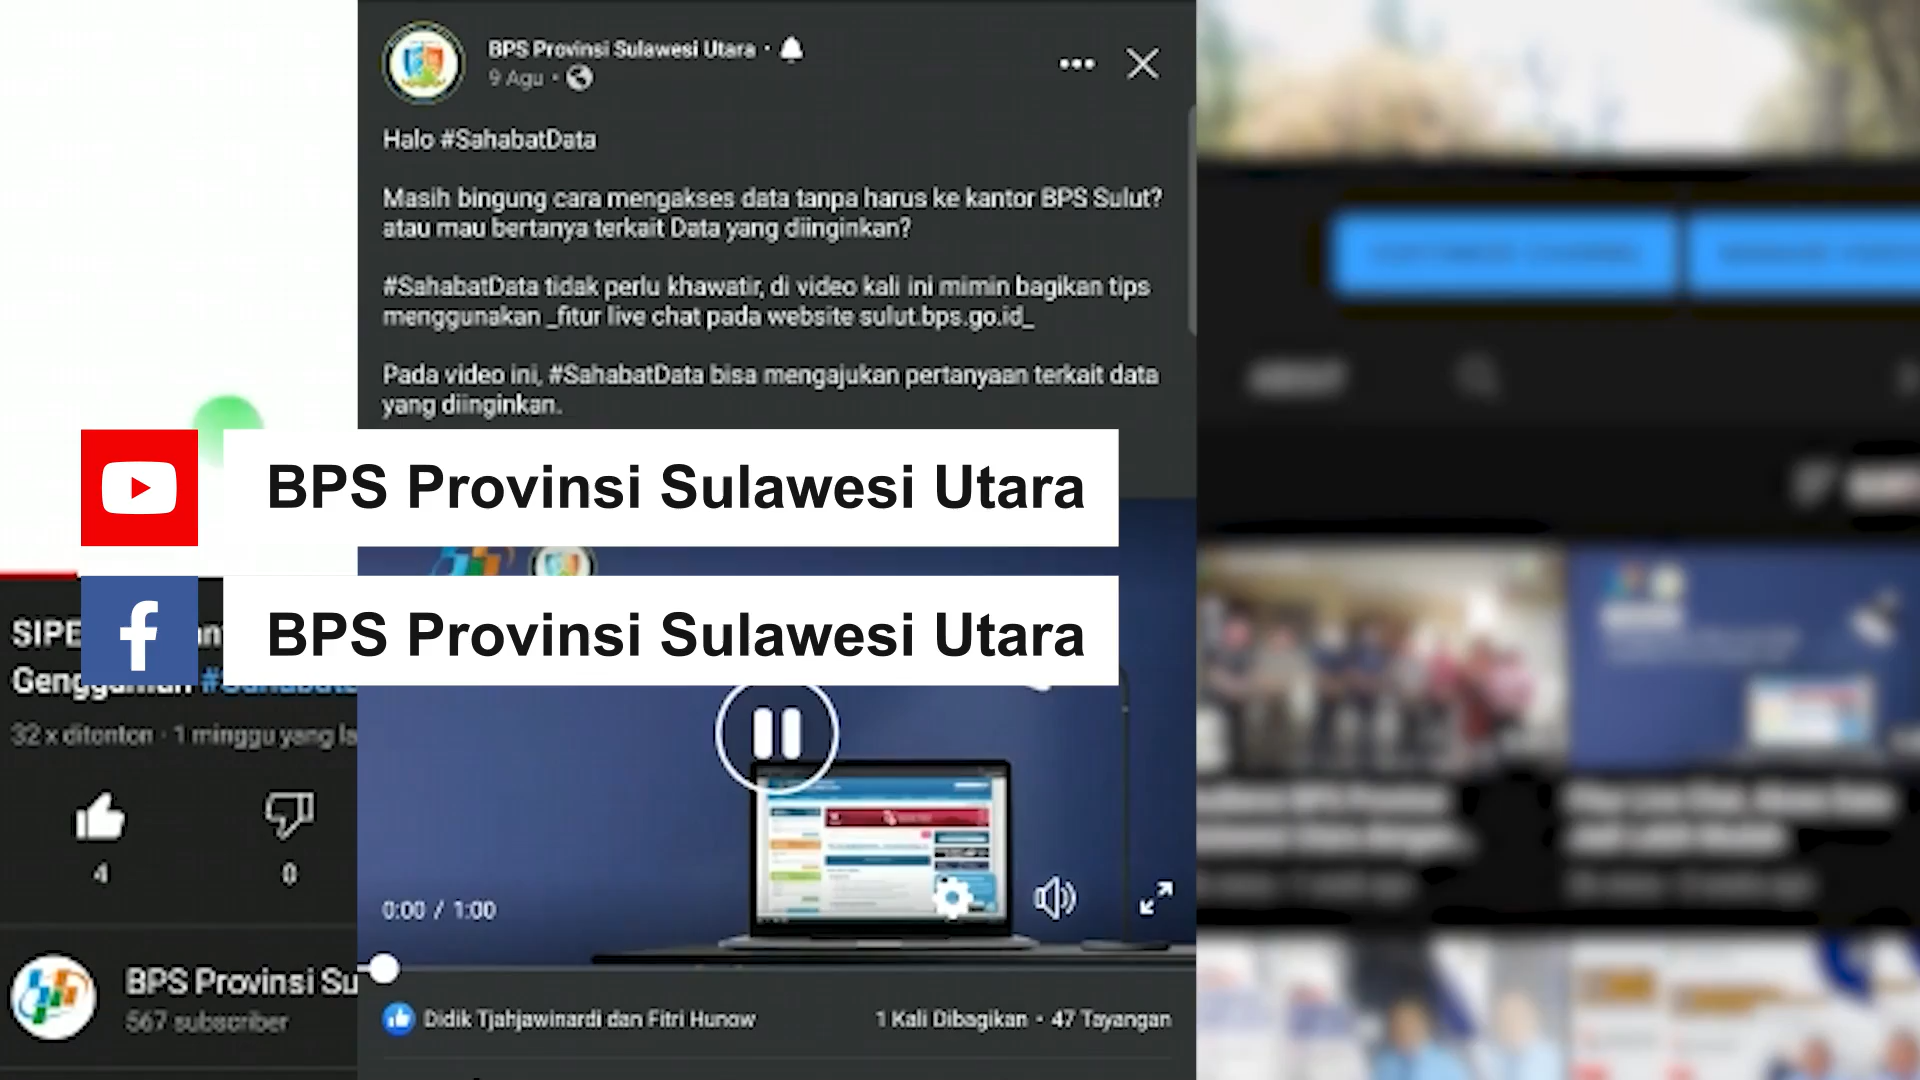 BPS Provinsi Sulawesi Utara
9 Agu
Halo #SahabatData
Masih bingung cara mengakses data tanpa harus ke kantor BPS Sulut?
atau mau bertanya terkait Data yang diinginkan?
#SahabatData tidak perlu khawatir, di video kali ini mimin bagikan tips
menggunakan _fitur live chat pada website sulut.bps.go.id_
Pada video ini, #SahabatData bisa mengajukan pertanyaan terkait data
yang diinginkan.
BPS Provinsi Sulawesi Utara
BPS Provinsi Sulawesi Utara
32 x ditonton · 1 minggu yang la
4
0
BPS Provinsi Su
567 subscriber
0:00 / 1:00
Didik Tjahjawinardi dan Fitri Hunow
1 Kali Dibagikan • 47 Tayangan
ABOUT